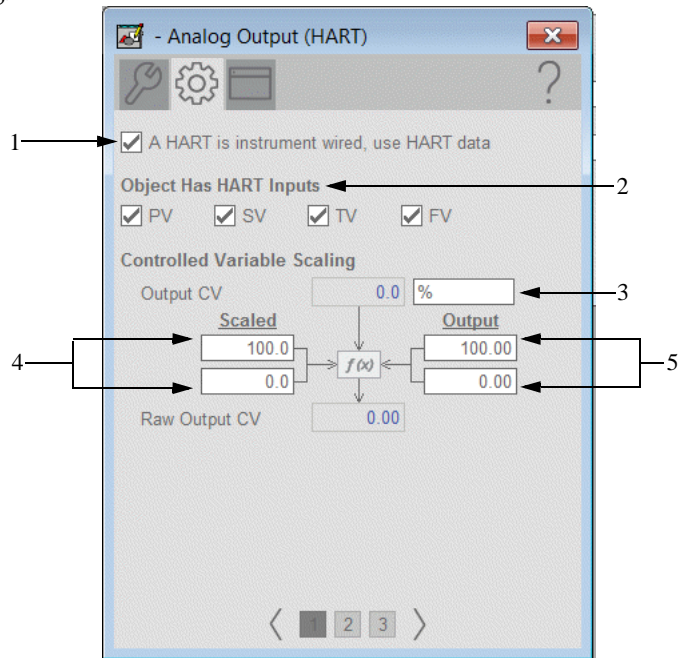 - Analog Output (HART)
?
1
A HART is instrument wired, use HART data
Object Has HART Inputs
2
PV SV TV FV
Controlled Variable Scaling
Output CV 0.0 % 3
Scaled Output
100.0 100.00
4 f(x) 5
0.0 0.00
Raw Output CV 0.00
1 2 3